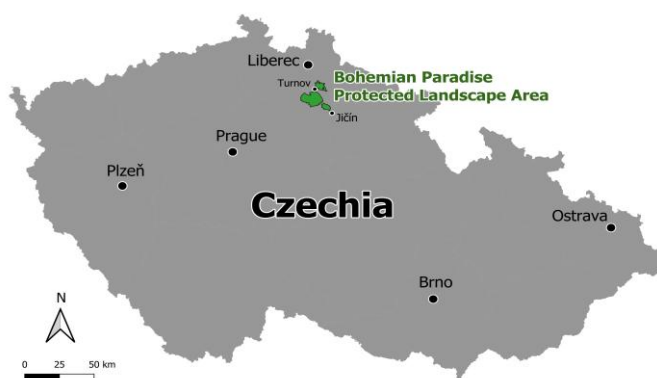 Liberec
Turnov
Bohemian Paradise
Protected Landscape Area
Jičín
Prague
Plzeň
Czechia
Ostrava
Brno
N
0 25 50 km